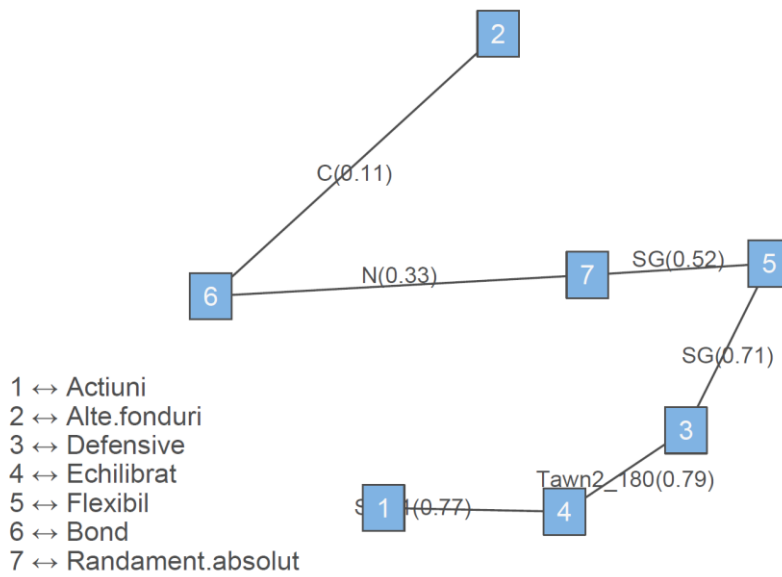 2
C(0.11)
SG(0.52)
5
7
N(0.33)
6
SG(0.71)
1 ↔ Actiuni
2 ↔ Alte.fonduri
3 ↔ Defensive
3
4 ↔ Echilibrat
Tawn2_180(0.79)
5 ↔ Flexibil
1
(0.77)
4
6 ↔ Bond
7 ↔ Randament.absolut